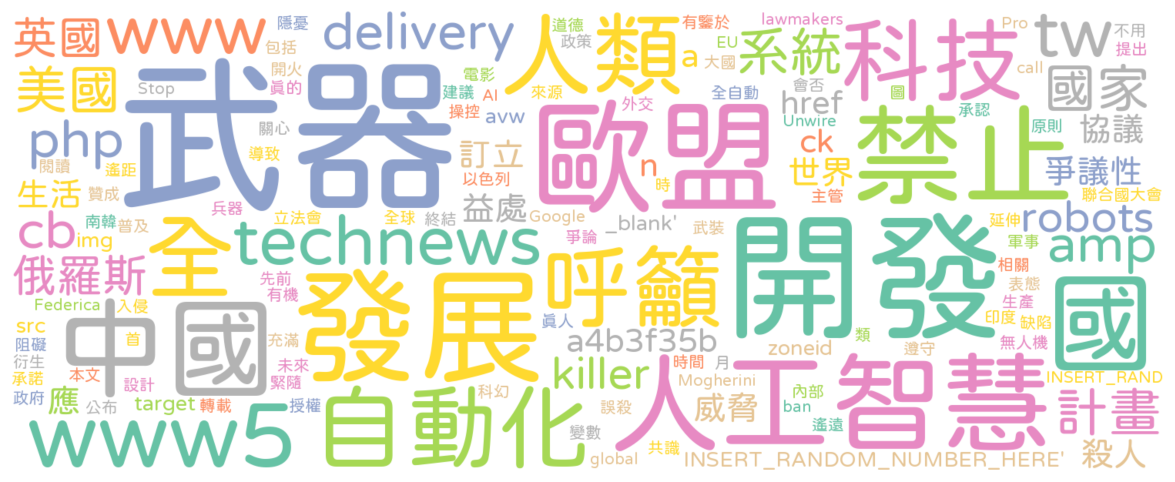 英國 www 隱憂 delivery 人類 道德 有鑒於 lawmakers Pro 不用
包括 政策 EU a 系統 科技 tw 提出
美國 Stop 武器 開火 電影 大國 call 國家
真的 建議 AI 來源 會否 圖
操控 avw 外交 全自動 href 承認 協議
php 關心 歐盟 Unwire 禁止 原則
閱讀 遙距 導致 訂立 n ck 爭議性
生活 贊成 以色列 世界 主管 聯合國大會
兵器 益處
cb 南韓 普及 全 立法會 全球 終結 Google _blank' 時 武裝 開發 延伸 robots
img technews 爭論 軍事 amp
俄羅斯 先前 呼籲 相關
有機 發展 表態 國
Federica 入侵 生產
src 中國 首 真人 印度 缺陷
阻礙 充滿 a4b3f35b zoneid 類 遵守 無人機
衍生 本文 未來 時間 月
承諾 設計 緊隨 科幻 killer Mogherini 人工智慧 INSERT_RAND
政府 應 公布 target 轉載 授權 自動化 誤殺 威脅 內部 ban 計畫
www5 變數 遙遠
global 共識 INSERT_RANDOM_NUMBER_HERE' 殺人